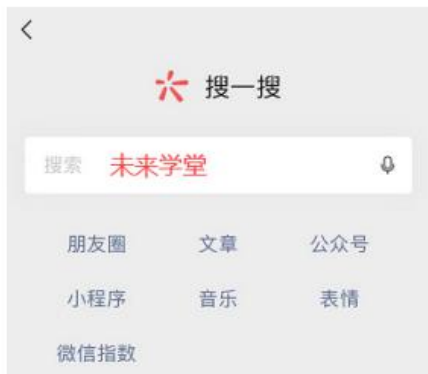 搜一搜
搜索 未来学堂
朋友圈 文章 公众号
小程序 音乐 表情
微信指数